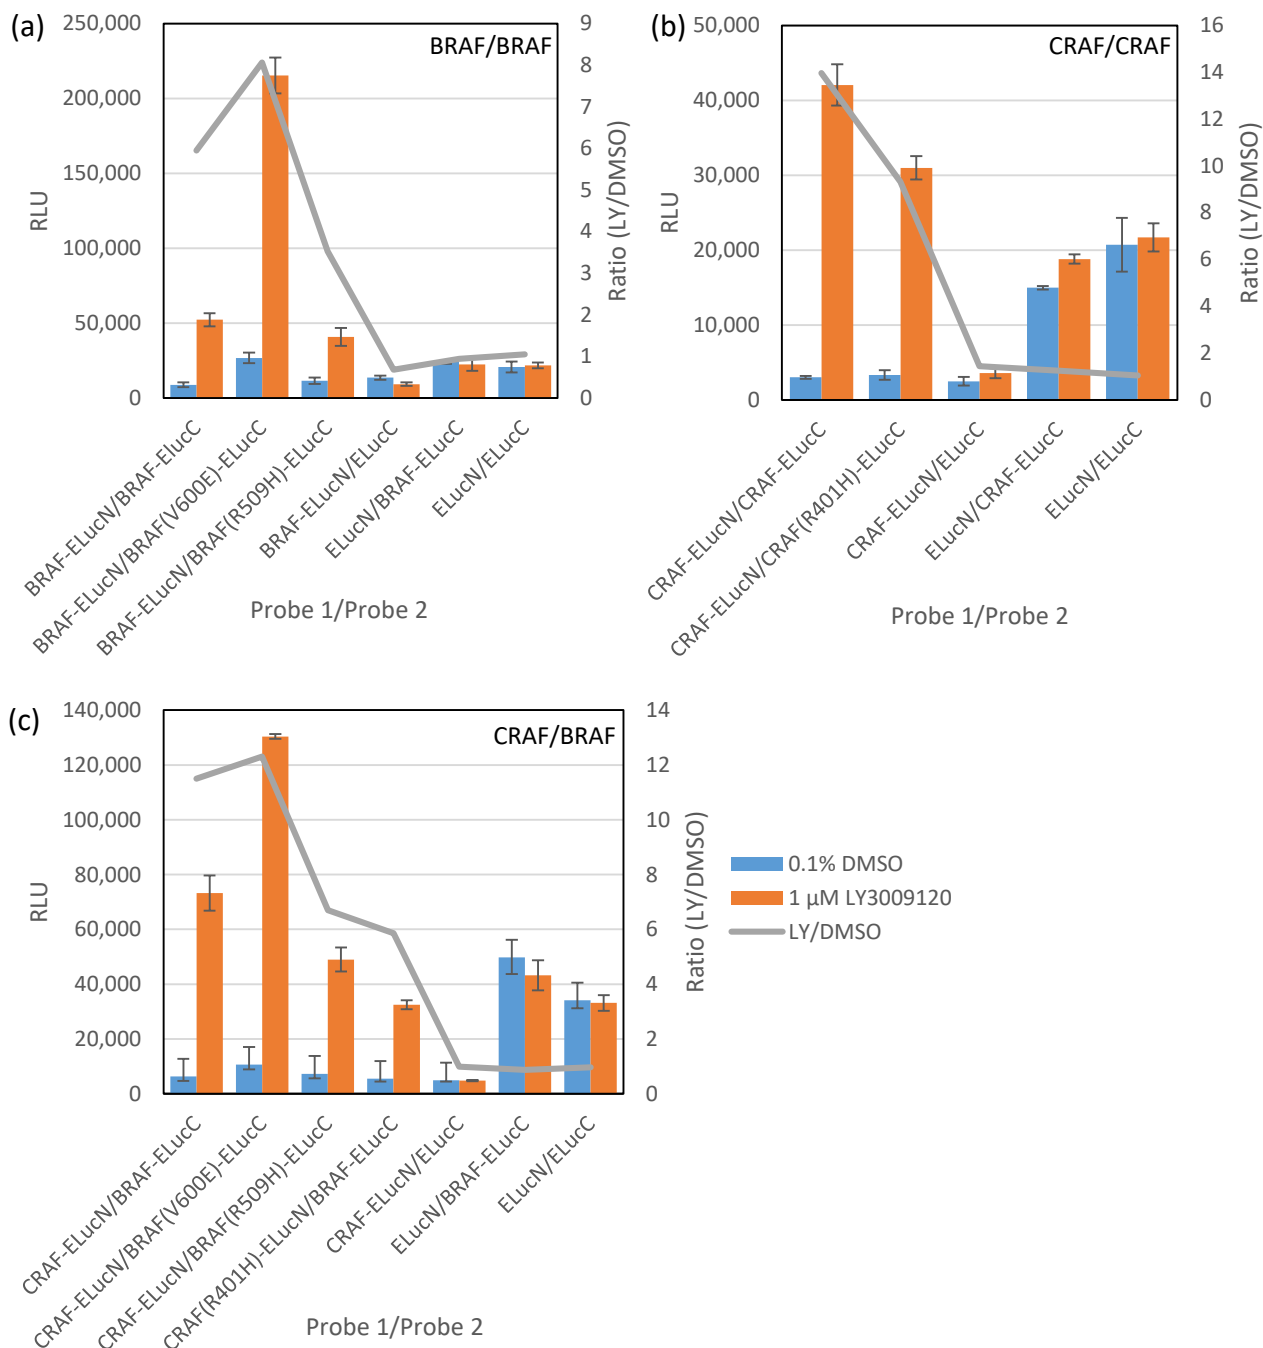 (a)
BRAF/BRAF
250,000
200,000
150,000
100,000
50,000
0
RLU
9
8
7
6
5
4
3
2
1
0
Ratio (LY/DMSO)
BRAF-ELucN/BRAF-ElucC
BRAF-ELucN/BRAF(V600E)-ELucC
BRAF-ELucN/BRAF(R509H)-ELucC
BRAF-ELucN/ELucC
ELucN/BRAF-ELucC
ELucN/ELucC
Probe 1/Probe 2
(b)
CRAF/CRAF
50,000
40,000
30,000
20,000
10,000
0
RLU
16
14
12
10
8
6
4
2
0
Ratio (LY/DMSO)
CRAF-ELucN/CRAF-ELucC
CRAF-ELucN/CRAF(R401H)-ELucC
CRAF-ELucN/ELucC
ELucN/CRAF-ELucC
ELucN/ELucC
Probe 1/Probe 2
(c)
CRAF/BRAF
140,000
120,000
100,000
80,000
60,000
40,000
20,000
0
RLU
14
12
10
8
6
4
2
0
Ratio (LY/DMSO)
CRAF-ELucN/BRAF-ELucC
CRAF-ELucN/BRAF(V600E)-ELucC
CRAF-ELucN/BRAF(R509H)-ELucC
CRAF(R401H)-ELucN/BRAF-ELucC
CRAF-ELucN/ELucC
ELucN/BRAF-ELucC
ELucN/ELucC
Probe 1/Probe 2
0.1% DMSO
1 μM LY3009120
LY/DMSO